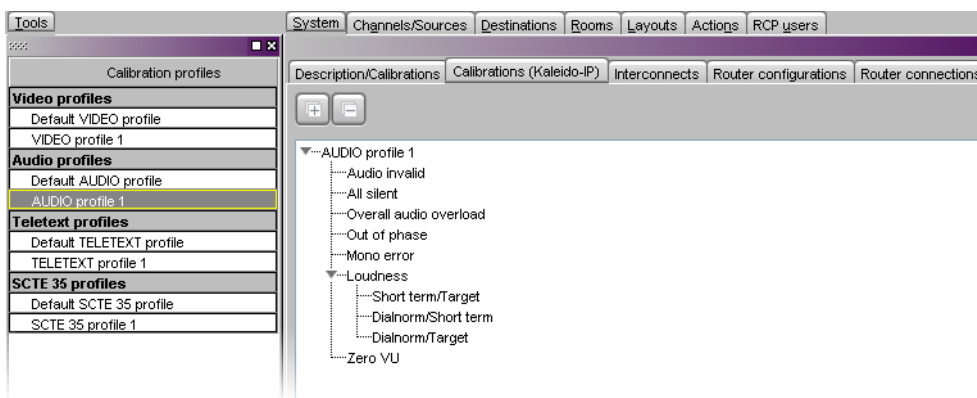 Tools
System Channels/Sources Destinations Rooms Layouts Actions RCP users
Calibration profiles
Video profiles
Default VIDEO profile
VIDEO profile 1
Audio profiles
Default AUDIO profile
AUDIO profile 1
Teletext profiles
Default TELETEXT profile
TELETEXT profile 1
SCTE 35 profiles
Default SCTE 35 profile
SCTE 35 profile 1
Description/Calibrations Calibrations (Kaleido-IP) Interconnects Router configurations Router connections
AUDIO profile 1
Audio invalid
All silent
Overall audio overload
Out of phase
Mono error
Loudness
Short term/Target
Dialnorm/Short term
Dialnorm/Target
Zero VU